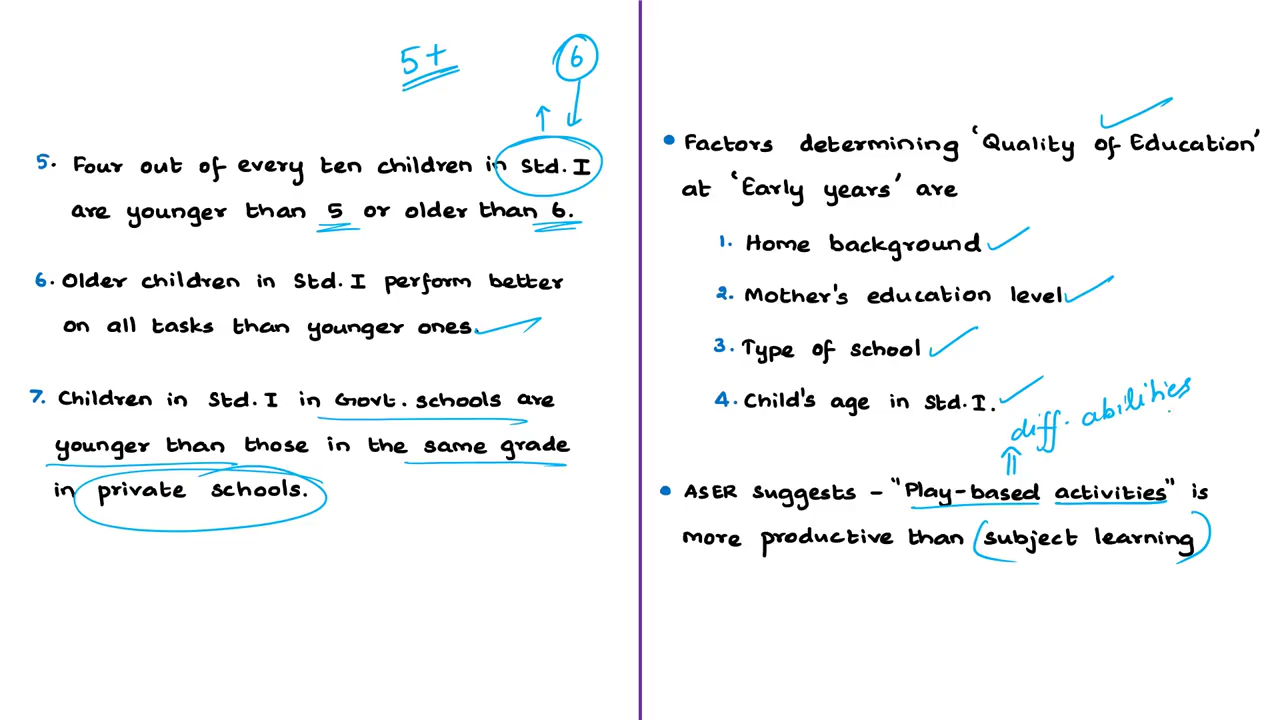 5+
6
5. Four out of every ten children in Std. I
are younger than 5 or older than 6.
6. Older children in Std. I perform better
on all tasks than younger ones.
7. Children in Std. I in Govt. schools are
younger than those in the same grade
in private schools.
• Factors determining 'Quality of Education'
at 'Early years' are
1. Home background
2. Mother's education level
3. Type of school
4. Child's age in Std. I.
diff. abilities
• ASER suggests - "Play-based activities" is
more productive than (subject learning)